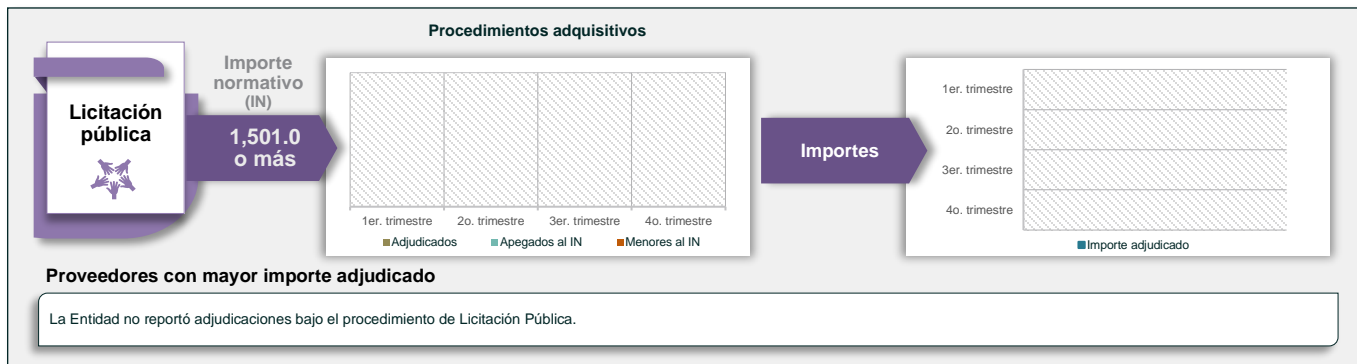 Procedimientos adquisitivos
Licitación
pública
Importe
normativo
(IN)
1,501.0
o más
1er. trimestre
2o. trimestre
3er. trimestre
4o. trimestre
Adjudicados
Apegados al IN
Menores al IN
Importes
1er. trimestre
2o. trimestre
3er. trimestre
4o. trimestre
Importe adjudicado
Proveedores con mayor importe adjudicado
La Entidad no reportó adjudicaciones bajo el procedimiento de Licitación Pública.